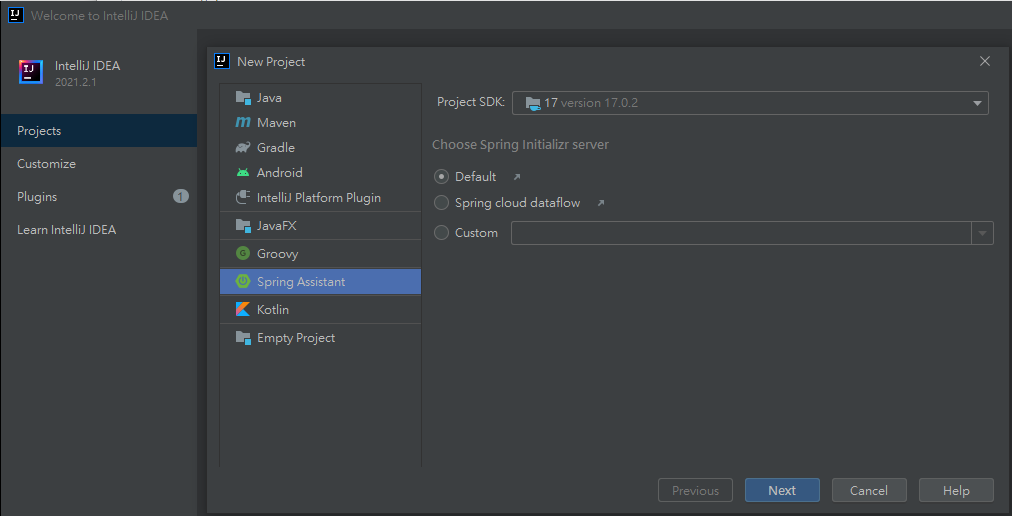 Welcome to IntelliJ IDEA
IntelliJ IDEA
2021.2.1
Projects
Customize
Plugins 1
Learn IntelliJ IDEA
New Project
Java
Maven
Gradle
Android
IntelliJ Platform Plugin
JavaFX
Groovy
Spring Assistant
Kotlin
Empty Project
Project SDK: 17 version 17.0.2
Choose Spring Initializr server
Default
Spring cloud dataflow
Custom
Previous Next Cancel Help